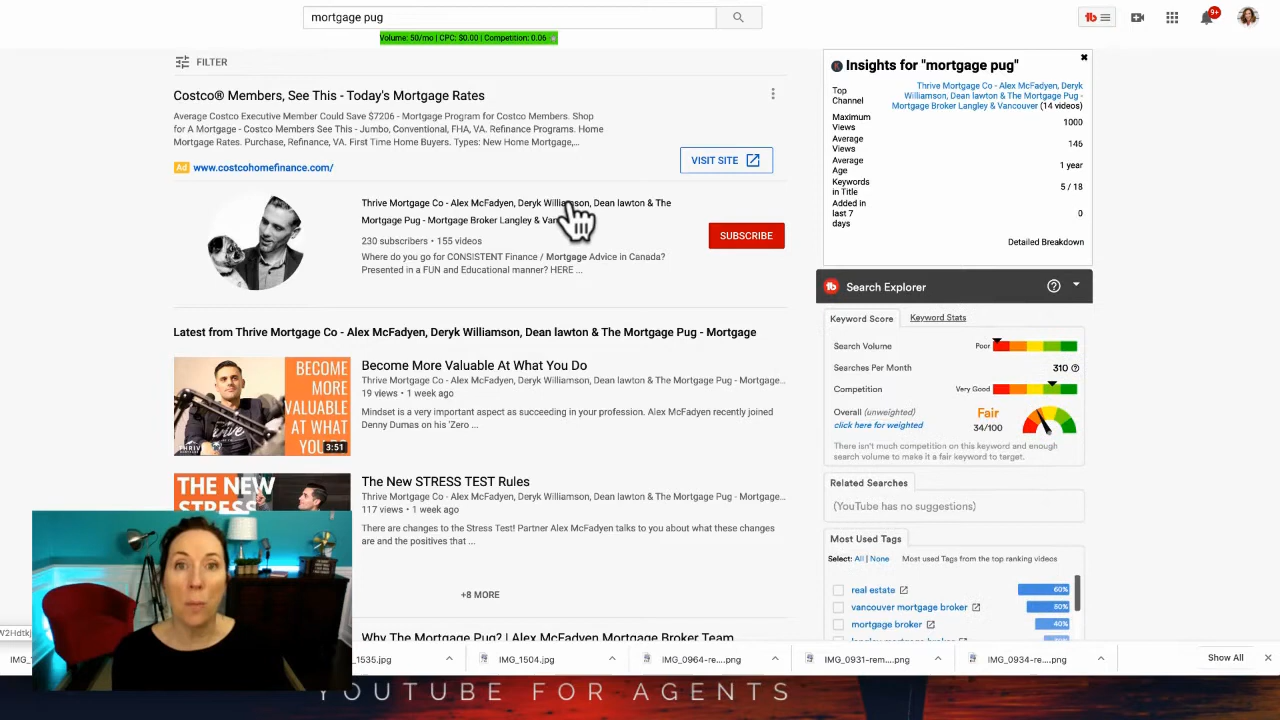 mortgage pug
9+
Volume: 50/mo | CPC: $0.00 | Competition: 0.06
FILTER
Costco® Members, See This - Today's Mortgage Rates
Average Costco Executive Member Could Save $7206 - Mortgage Program for Costco Members. Shop
for A Mortgage - Costco Members See This - Jumbo, Conventional, FHA, VA. Refinance Programs. Home
Mortgage Rates. Purchase, Refinance, VA. First Time Home Buyers. Types: New Home Mortgage,...
VISIT SITE
Ad www.costcohomefinance.com/
Thrive Mortgage Co - Alex McFadyen, Deryk Williamson, Dean lawton & The
Mortgage Pug - Mortgage Broker Langley & Van
230 subscribers • 155 videos
Where do you go for CONSISTENT Finance / Mortgage Advice in Canada?
Presented in a FUN and Educational manner? HERE ...
SUBSCRIBE
Latest from Thrive Mortgage Co - Alex McFadyen, Deryk Williamson, Dean lawton & The Mortgage Pug - Mortgage
BECOME
MORE
VALUABLE
AT WHAT
YOU DO
3:51
Become More Valuable At What You Do
Thrive Mortgage Co - Alex McFadyen, Deryk Williamson, Dean lawton & The Mortgage Pug - Mortgage...
19 views • 1 week ago
Mindset is a very important aspect as succeeding in your profession. Alex McFadyen recently joined
Denny Dumas on his 'Zero ...
THE NEW
STRESS
The New STRESS TEST Rules
Thrive Mortgage Co - Alex McFadyen, Deryk Williamson, Dean lawton & The Mortgage Pug - Mortgage...
117 views • 1 week ago
There are changes to the Stress Test! Partner Alex McFadyen talks to you about what these changes
are and the positives that ...
+8 MORE
Why The Mortgage Pug? | Alex McFadyen Mortgage Broker Team
Insights for "mortgage pug"
Top Channel
Thrive Mortgage Co - Alex McFadyen, Deryk
Williamson, Dean lawton & The Mortgage Pug -
Mortgage Broker Langley & Vancouver (14 videos)
Maximum Views 1000
Average Views 146
Average Age 1 year
Keywords in Title 5 / 18
Added in last 7 days 0
Detailed Breakdown
Search Explorer
Keyword Score Keyword Stats
Search Volume Poor
Searches Per Month 310
Competition Very Good
Overall (unweighted) Fair
click here for weighted 34/100
There isn't much competition on this keyword and enough
search volume to make it a fair keyword to target.
Related Searches
(YouTube has no suggestions)
Most Used Tags
Select: All | None Most used Tags from the top ranking videos
real estate 60%
vancouver mortgage broker 50%
mortgage broker 40%
W2Hdtkj
IMG_1
_1535.jpg
IMG_1504.jpg
IMG_0964-re....png
IMG_0931-rem....png
IMG_0934-re....png
Show All
YOUTUBE FOR AGENTS